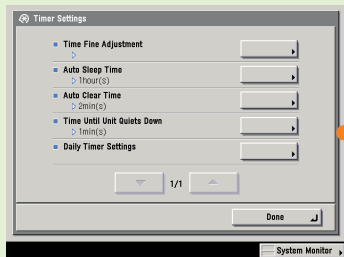 Timer Settings
Time Fine Adjustment
Auto Sleep Time
1hour(s)
Auto Clear Time
2min(s)
Time Until Unit Quiets Down
1min(s)
Daily Timer Settings
1/1
Done
System Monitor